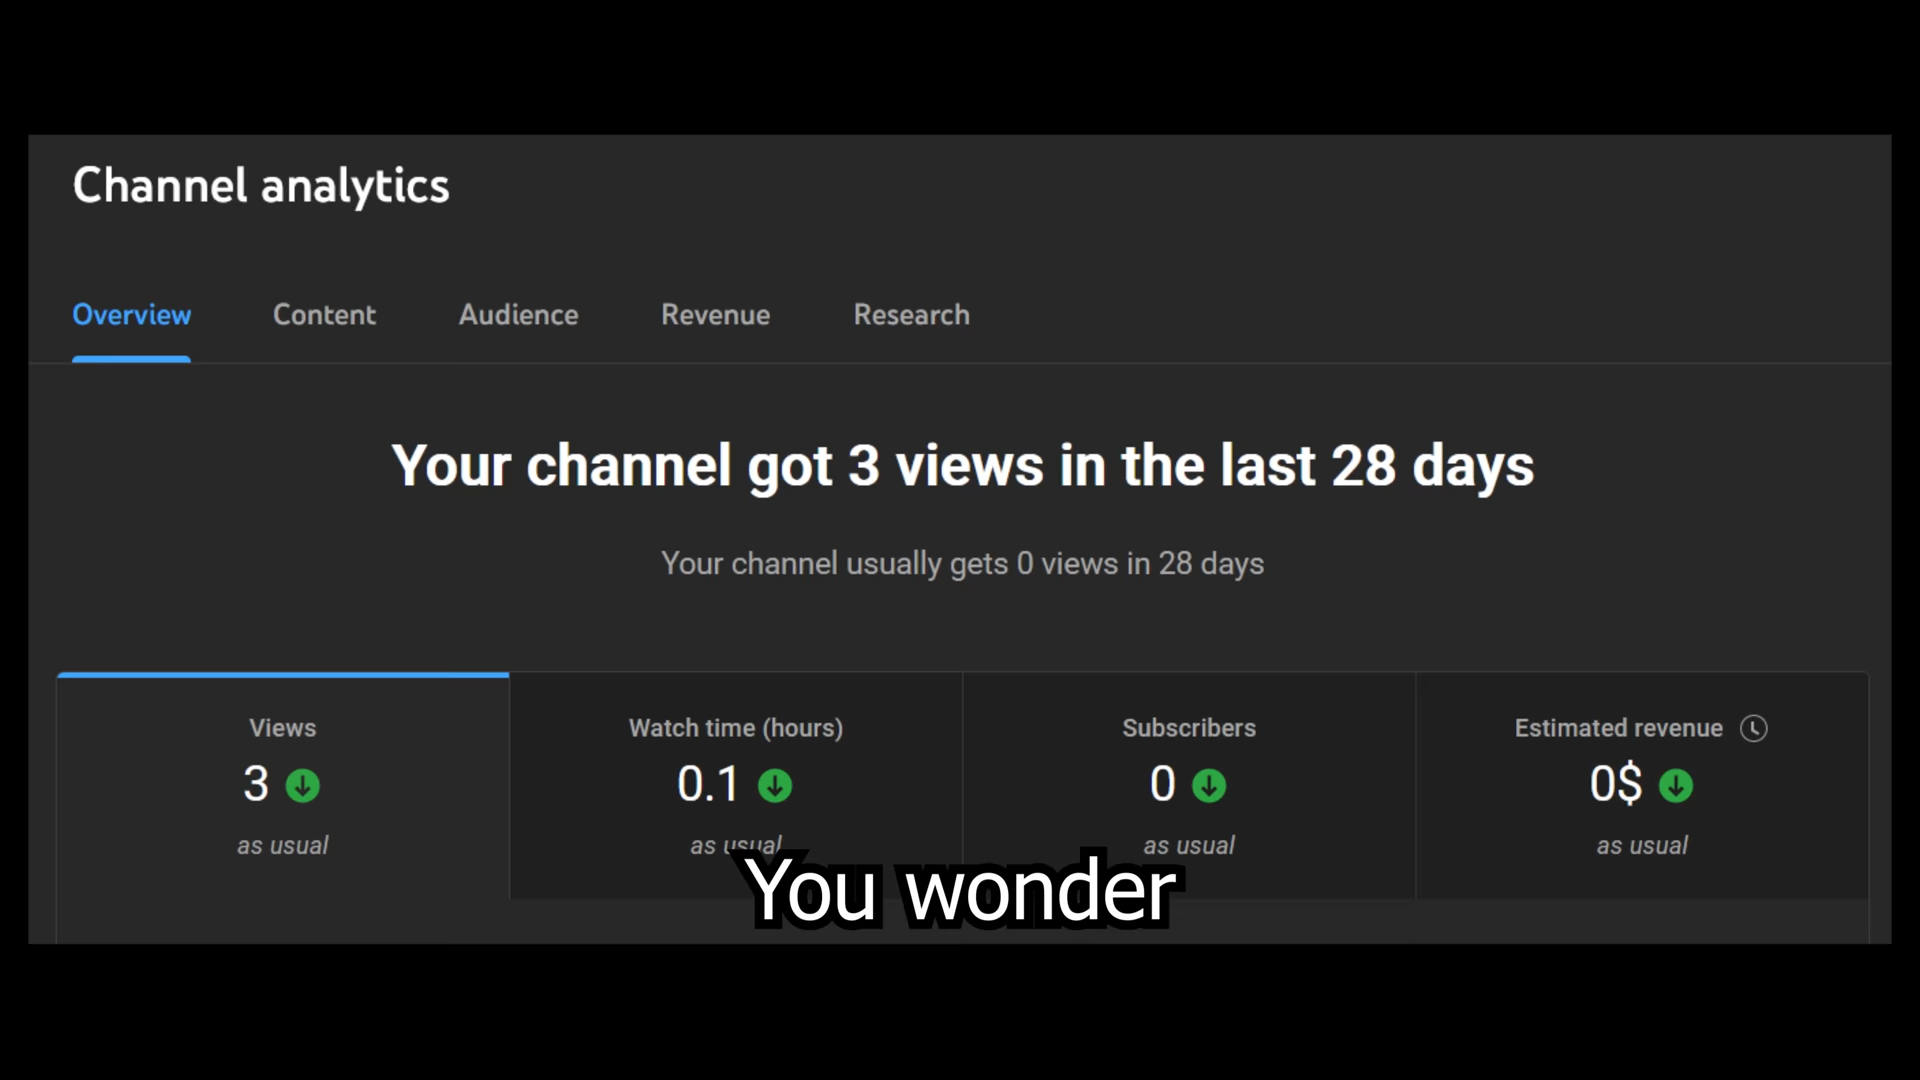 Channel analytics
Overview Content Audience Revenue Research
Your channel got 3 views in the last 28 days
Your channel usually gets 0 views in 28 days
Views Watch time (hours) Subscribers Estimated revenue
3 0.1 0 0$
as usual as usual as usual as usual
You wonder